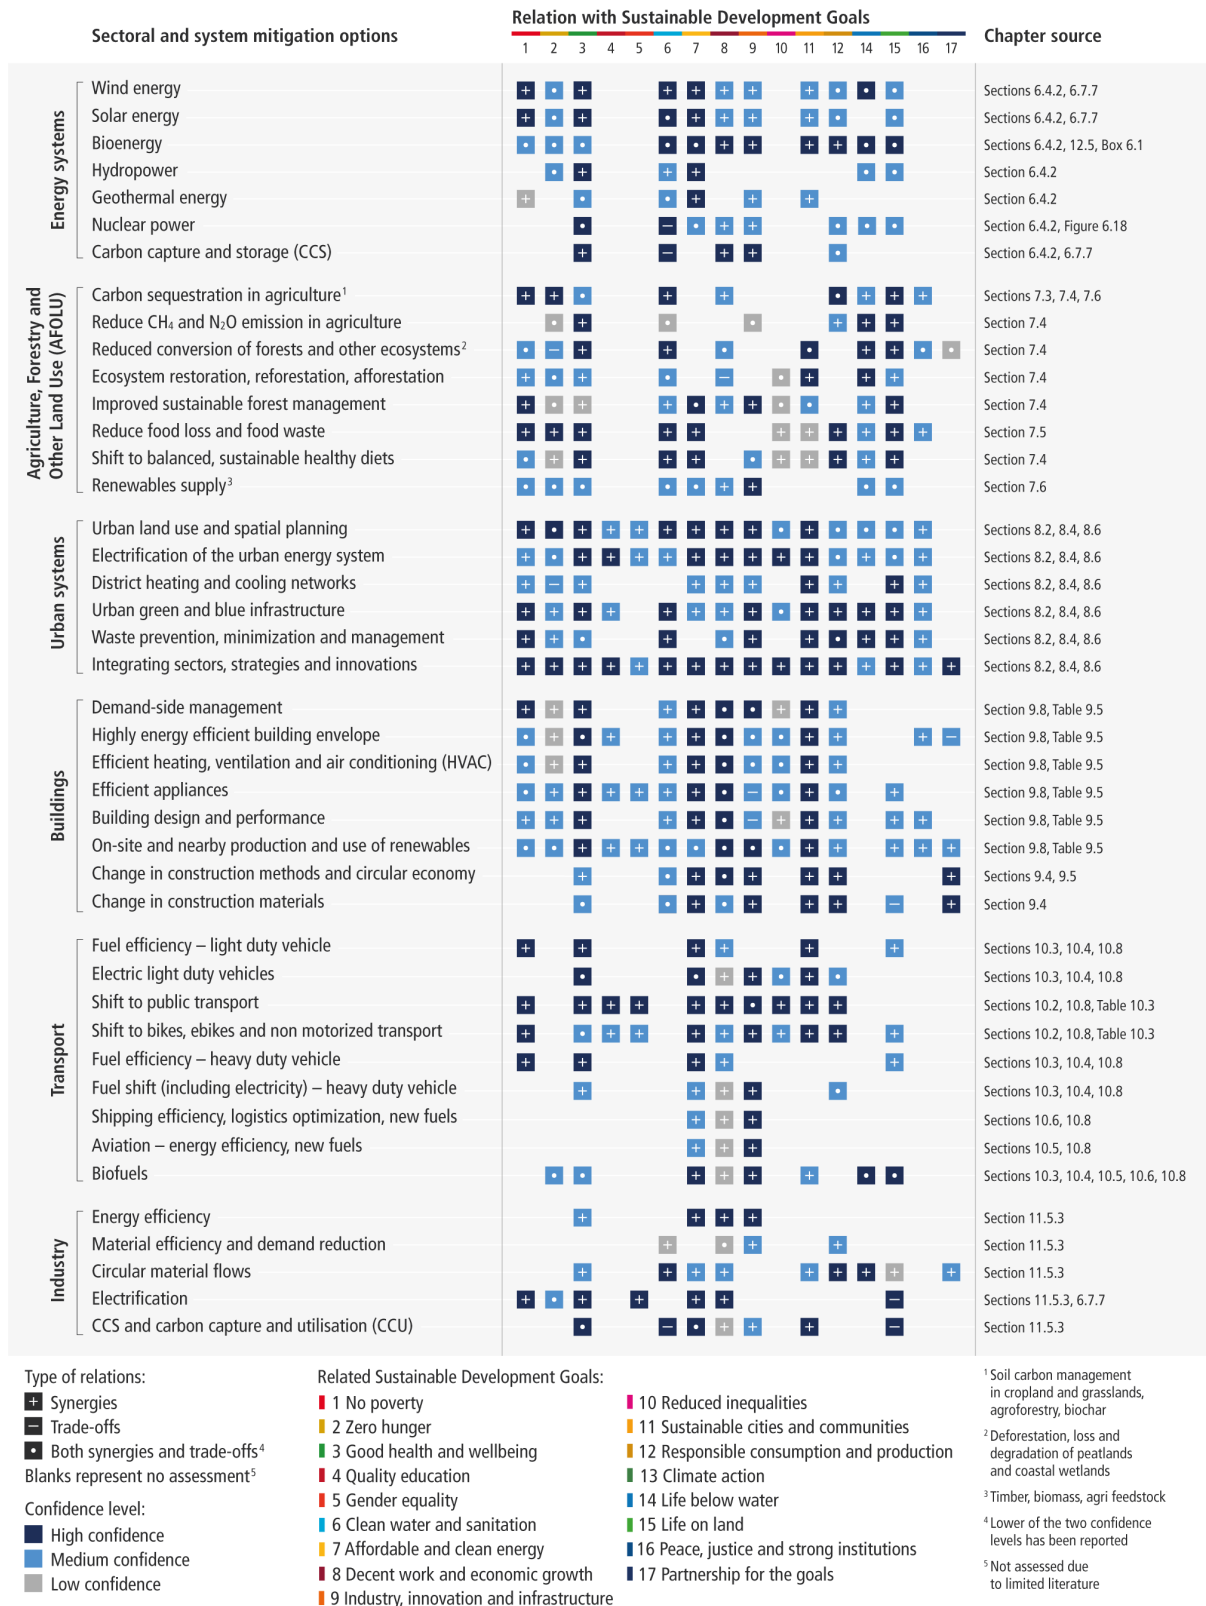 Relation with Sustainable Development Goals
Sectoral and system mitigation options
1 2 3 4 5 6 7 8 9 10 11 12 14 15 16 17
Chapter source
Energy systems
Wind energy
Sections 6.4.2, 6.7.7
Solar energy
Sections 6.4.2, 6.7.7
Bioenergy
Sections 6.4.2, 12.5, Box 6.1
Hydropower
Section 6.4.2
Geothermal energy
Section 6.4.2
Nuclear power
Section 6.4.2, Figure 6.18
Carbon capture and storage (CCS)
Section 6.4.2, 6.7.7
Agriculture, Forestry and
Other Land Use (AFOLU)
Carbon sequestration in agriculture¹
Sections 7.3, 7.4, 7.6
Reduce CH₄ and N₂O emission in agriculture
Section 7.4
Reduced conversion of forests and other ecosystems²
Section 7.4
Ecosystem restoration, reforestation, afforestation
Section 7.4
Improved sustainable forest management
Section 7.4
Reduce food loss and food waste
Section 7.5
Shift to balanced, sustainable healthy diets
Section 7.4
Renewables supply³
Section 7.6
Urban systems
Urban land use and spatial planning
Sections 8.2, 8.4, 8.6
Electrification of the urban energy system
Sections 8.2, 8.4, 8.6
District heating and cooling networks
Sections 8.2, 8.4, 8.6
Urban green and blue infrastructure
Sections 8.2, 8.4, 8.6
Waste prevention, minimization and management
Sections 8.2, 8.4, 8.6
Integrating sectors, strategies and innovations
Sections 8.2, 8.4, 8.6
Buildings
Demand-side management
Section 9.8, Table 9.5
Highly energy efficient building envelope
Section 9.8, Table 9.5
Efficient heating, ventilation and air conditioning (HVAC)
Section 9.8, Table 9.5
Efficient appliances
Section 9.8, Table 9.5
Building design and performance
Section 9.8, Table 9.5
On-site and nearby production and use of renewables
Section 9.8, Table 9.5
Change in construction methods and circular economy
Sections 9.4, 9.5
Change in construction materials
Section 9.4
Transport
Fuel efficiency – light duty vehicle
Sections 10.3, 10.4, 10.8
Electric light duty vehicles
Sections 10.3, 10.4, 10.8
Shift to public transport
Sections 10.2, 10.8, Table 10.3
Shift to bikes, ebikes and non motorized transport
Sections 10.2, 10.8, Table 10.3
Fuel efficiency – heavy duty vehicle
Sections 10.3, 10.4, 10.8
Fuel shift (including electricity) – heavy duty vehicle
Sections 10.3, 10.4, 10.8
Shipping efficiency, logistics optimization, new fuels
Sections 10.6, 10.8
Aviation – energy efficiency, new fuels
Sections 10.5, 10.8
Biofuels
Sections 10.3, 10.4, 10.5, 10.6, 10.8
Industry
Energy efficiency
Section 11.5.3
Material efficiency and demand reduction
Section 11.5.3
Circular material flows
Section 11.5.3
Electrification
Sections 11.5.3, 6.7.7
CCS and carbon capture and utilisation (CCU)
Section 11.5.3
Type of relations:
Synergies
Trade-offs
Both synergies and trade-offs⁴
Blanks represent no assessment⁵
Confidence level:
High confidence
Medium confidence
Low confidence
Related Sustainable Development Goals:
1 No poverty
2 Zero hunger
3 Good health and wellbeing
4 Quality education
5 Gender equality
6 Clean water and sanitation
7 Affordable and clean energy
8 Decent work and economic growth
9 Industry, innovation and infrastructure
10 Reduced inequalities
11 Sustainable cities and communities
12 Responsible consumption and production
13 Climate action
14 Life below water
15 Life on land
16 Peace, justice and strong institutions
17 Partnership for the goals
¹ Soil carbon management
in cropland and grasslands,
agroforestry, biochar
² Deforestation, loss and
degradation of peatlands
and coastal wetlands
³ Timber, biomass, agri feedstock
⁴ Lower of the two confidence
levels has been reported
⁵ Not assessed due
to limited literature